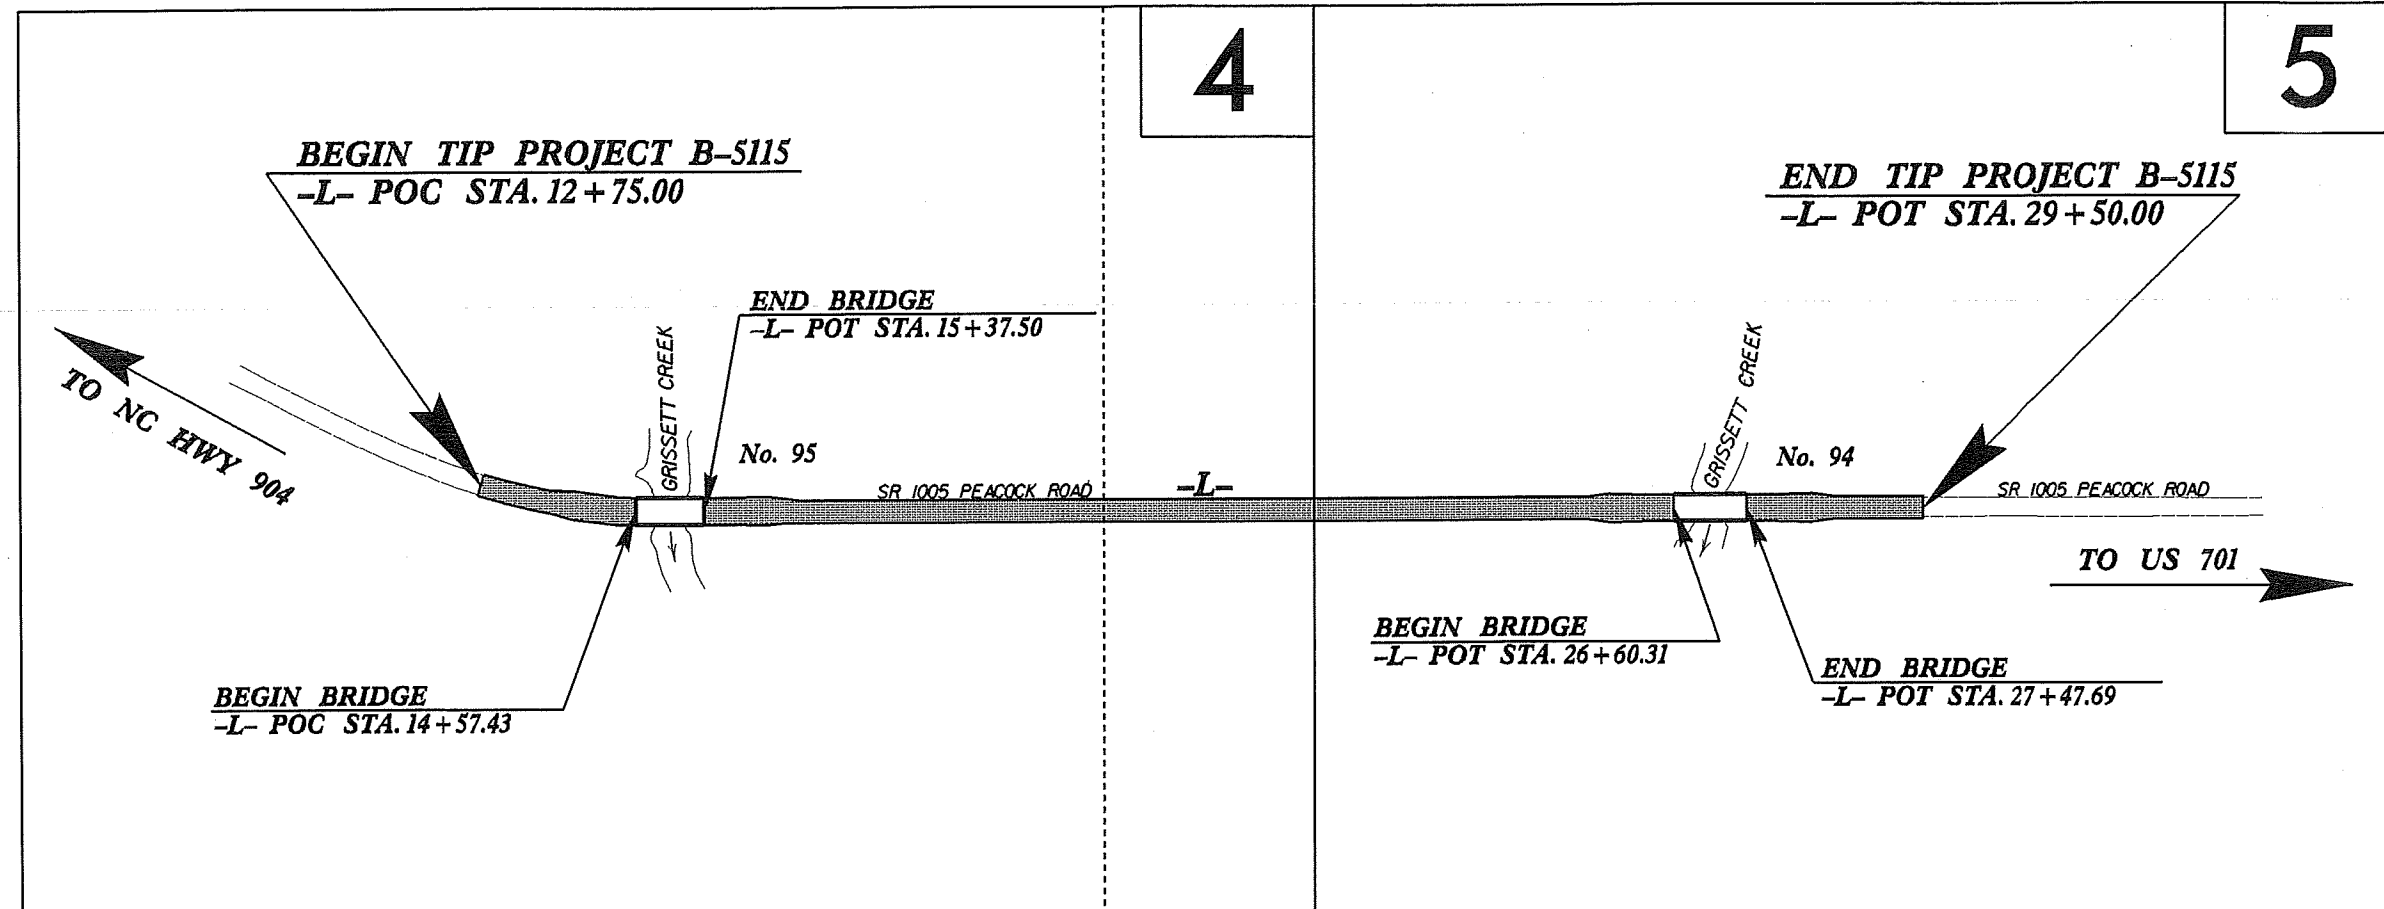 4
5
BEGIN TIP PROJECT B-5115
-L- POC STA. 12+75.00
END TIP PROJECT B-5115
-L- POT STA. 29+50.00
END BRIDGE
-L- POT STA. 15+37.50
GRISSETT CREEK
GRISSETT CREEK
TO NC HWY 904
No. 95
No. 94
SR 1005 PEACOCK ROAD
-L-
SR 1005 PEACOCK ROAD
TO US 701
BEGIN BRIDGE
-L- POT STA. 26+60.31
END BRIDGE
-L- POT STA. 27+47.69
BEGIN BRIDGE
-L- POC STA. 14+57.43